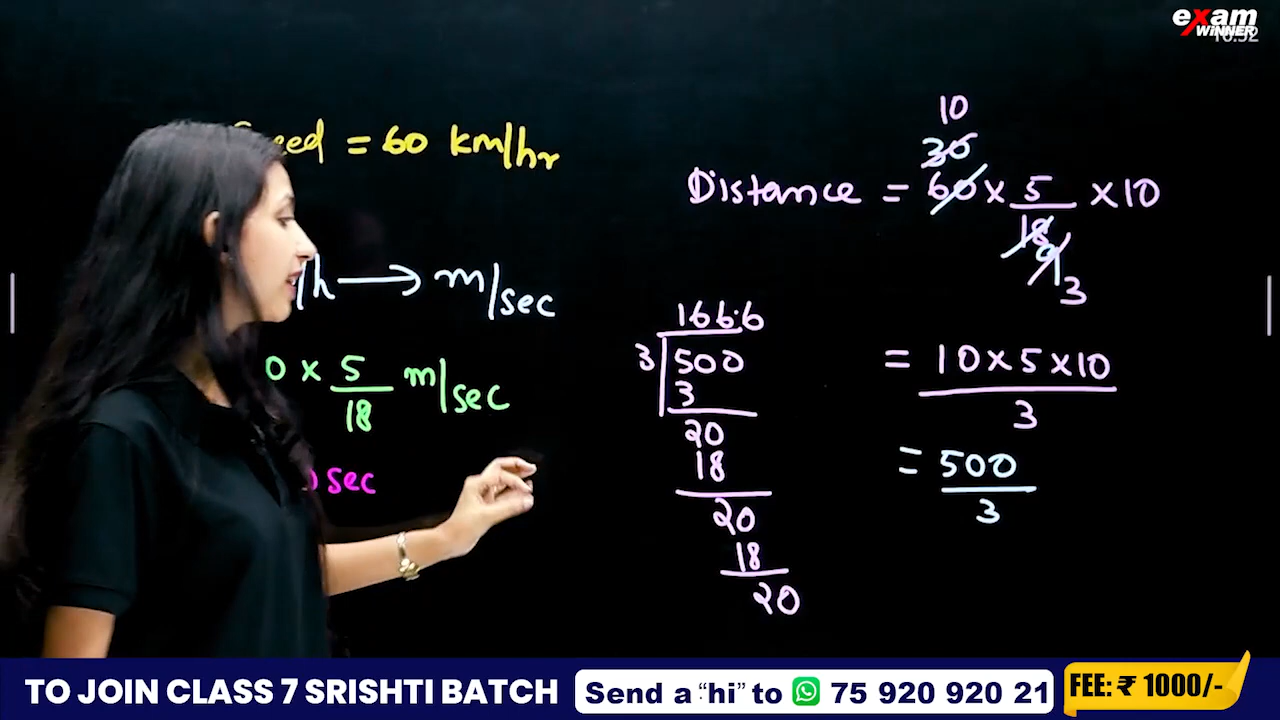 exam
WINNER
= 60 km/hr
/h → m/sec
0 × 5/18 m/sec
sec
10
30
Distance = 60 × 5/18 × 10
9
3
166.6
3 500
3
20
18
20
18
20
= 10×5×10
3
= 500
3
TO JOIN CLASS 7 SRISHTI BATCH
Send a “hi” to 75 920 920 21
FEE: ₹ 1000/-